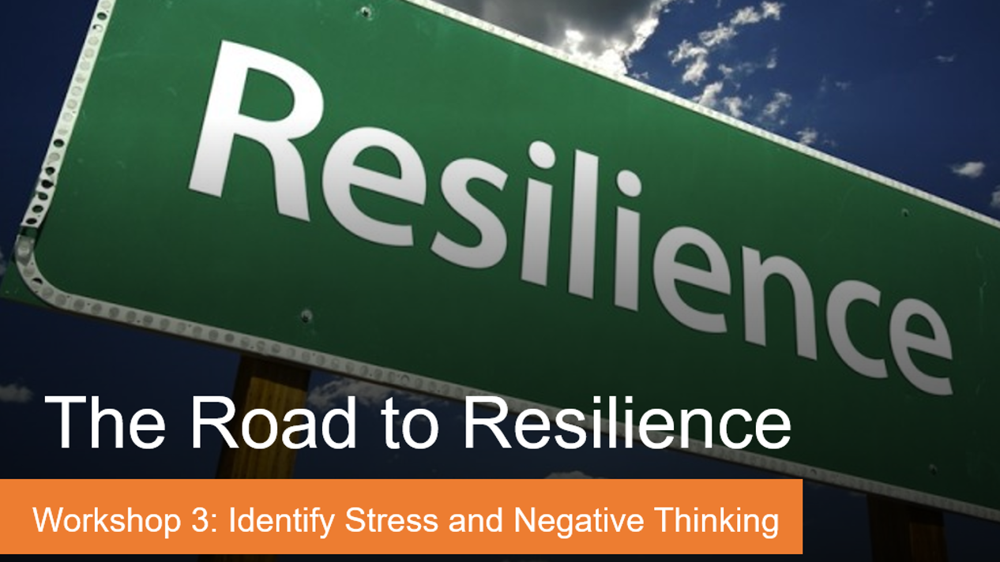 Resilience
The Road to Resilience
Workshop 3: Identify Stress and Negative Thinking